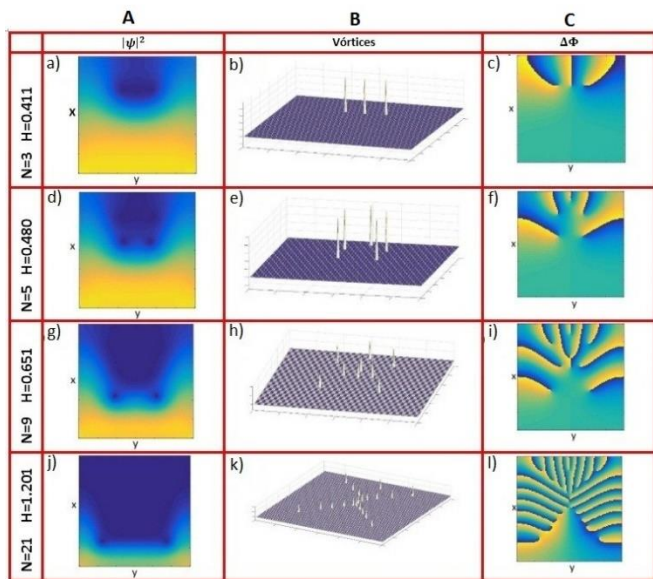 A B C
|ψ|² Vórtices ΔΦ
N=3 H=0.411
a) b) c)
X x
y y
N=5 H=0.480
d) e) f)
x x
y y
N=9 H=0.651
g) h) i)
x x
y y
N=21 H=1.201
j) k) l)
x x
y y